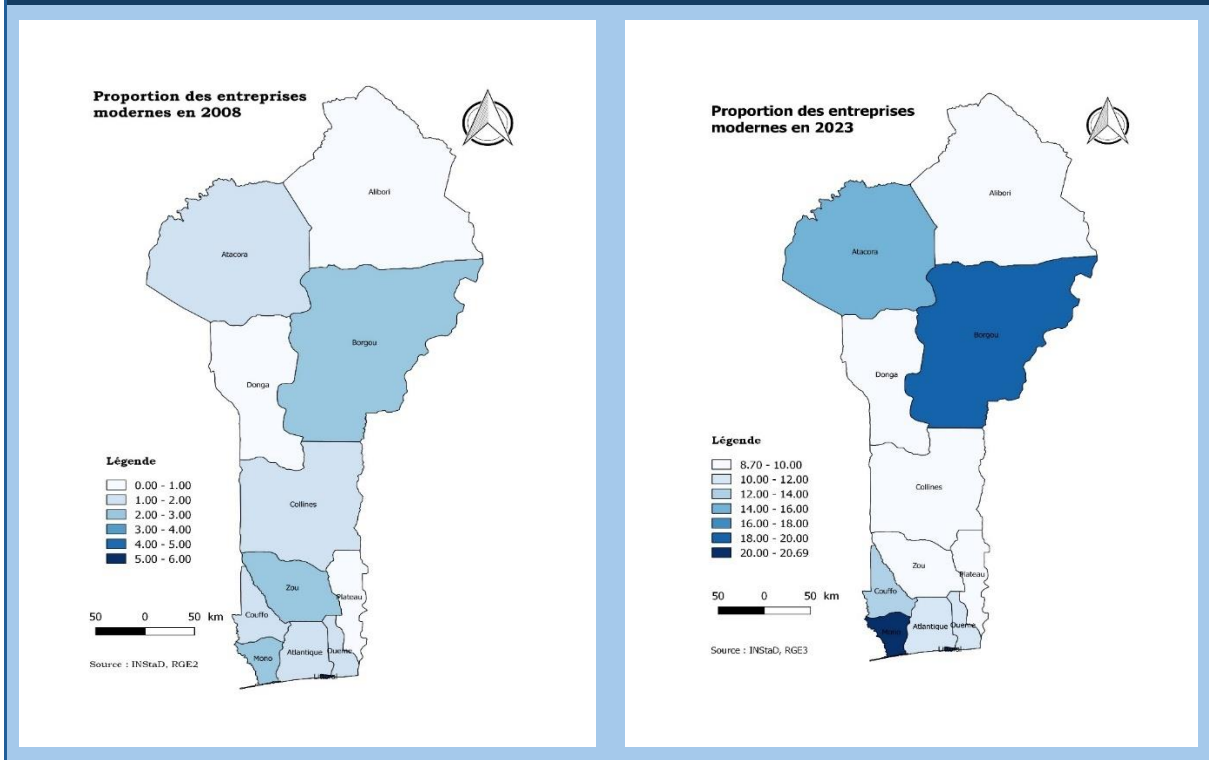 Proportion des entreprises
modernes en 2008
Alibori
Atacora
Borgou
Donga
Légende
0.00 - 1.00
1.00 - 2.00
2.00 - 3.00
3.00 - 4.00
4.00 - 5.00
5.00 - 6.00
Collines
Zou
Plateau
Couffo
50 0 50 km
Mono
Atlantique
Oueme
Littoral
Source : INStaD, RGE2
Proportion des entreprises
modernes en 2023
Alibori
Atacora
Borgou
Donga
Légende
8.70 - 10.00
10.00 - 12.00
12.00 - 14.00
14.00 - 16.00
16.00 - 18.00
18.00 - 20.00
20.00 - 20.69
Collines
Zou
Plateau
Couffo
50 0 50 km
Mono
Atlantique
Oueme
Littoral
Source : INStaD, RGE3